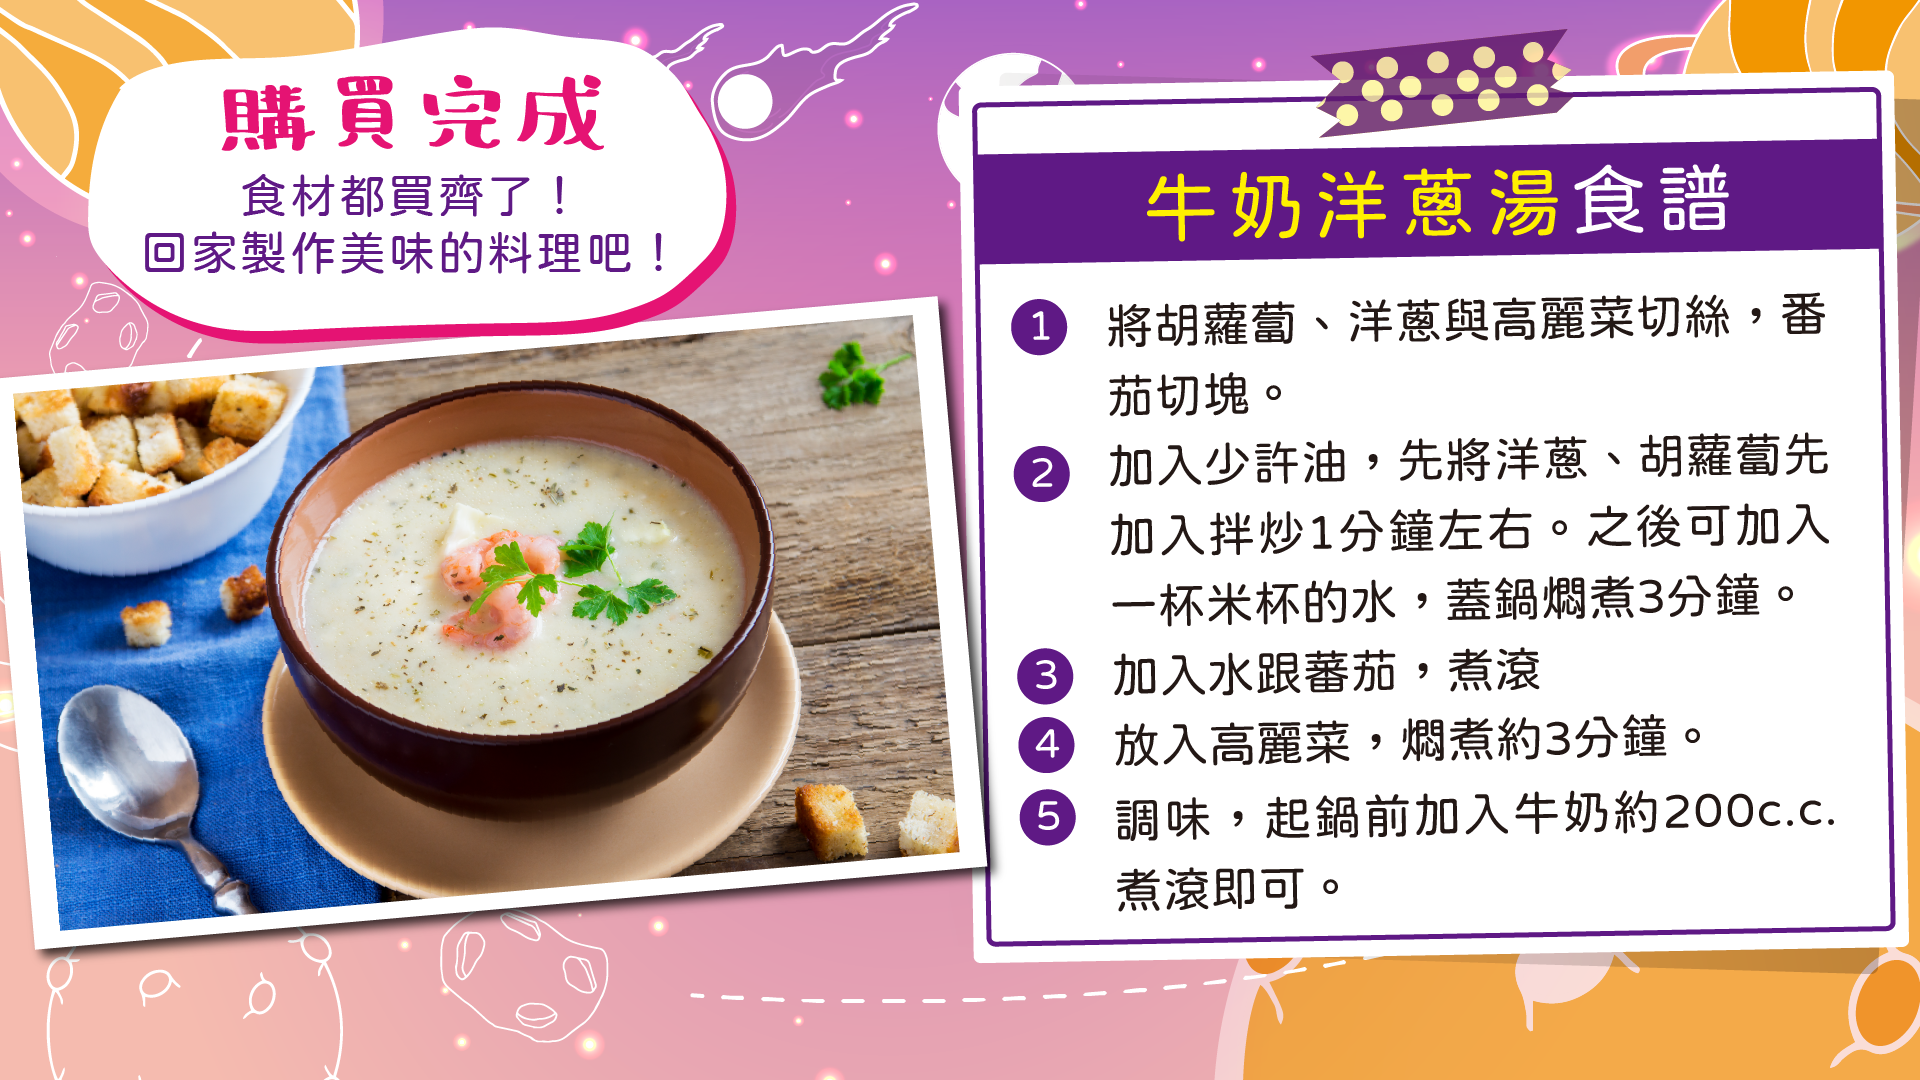 購買完成
食材都買齊了！
回家製作美味的料理吧！
牛奶洋蔥湯食譜
1 將胡蘿蔔、洋蔥與高麗菜切絲，番
茄切塊。
2 加入少許油，先將洋蔥、胡蘿蔔先
加入拌炒1分鐘左右。之後可加入
一杯米杯的水，蓋鍋燜煮3分鐘。
3 加入水跟蕃茄，煮滾
4 放入高麗菜，燜煮約3分鐘。
5 調味，起鍋前加入牛奶約200c.c.
煮滾即可。